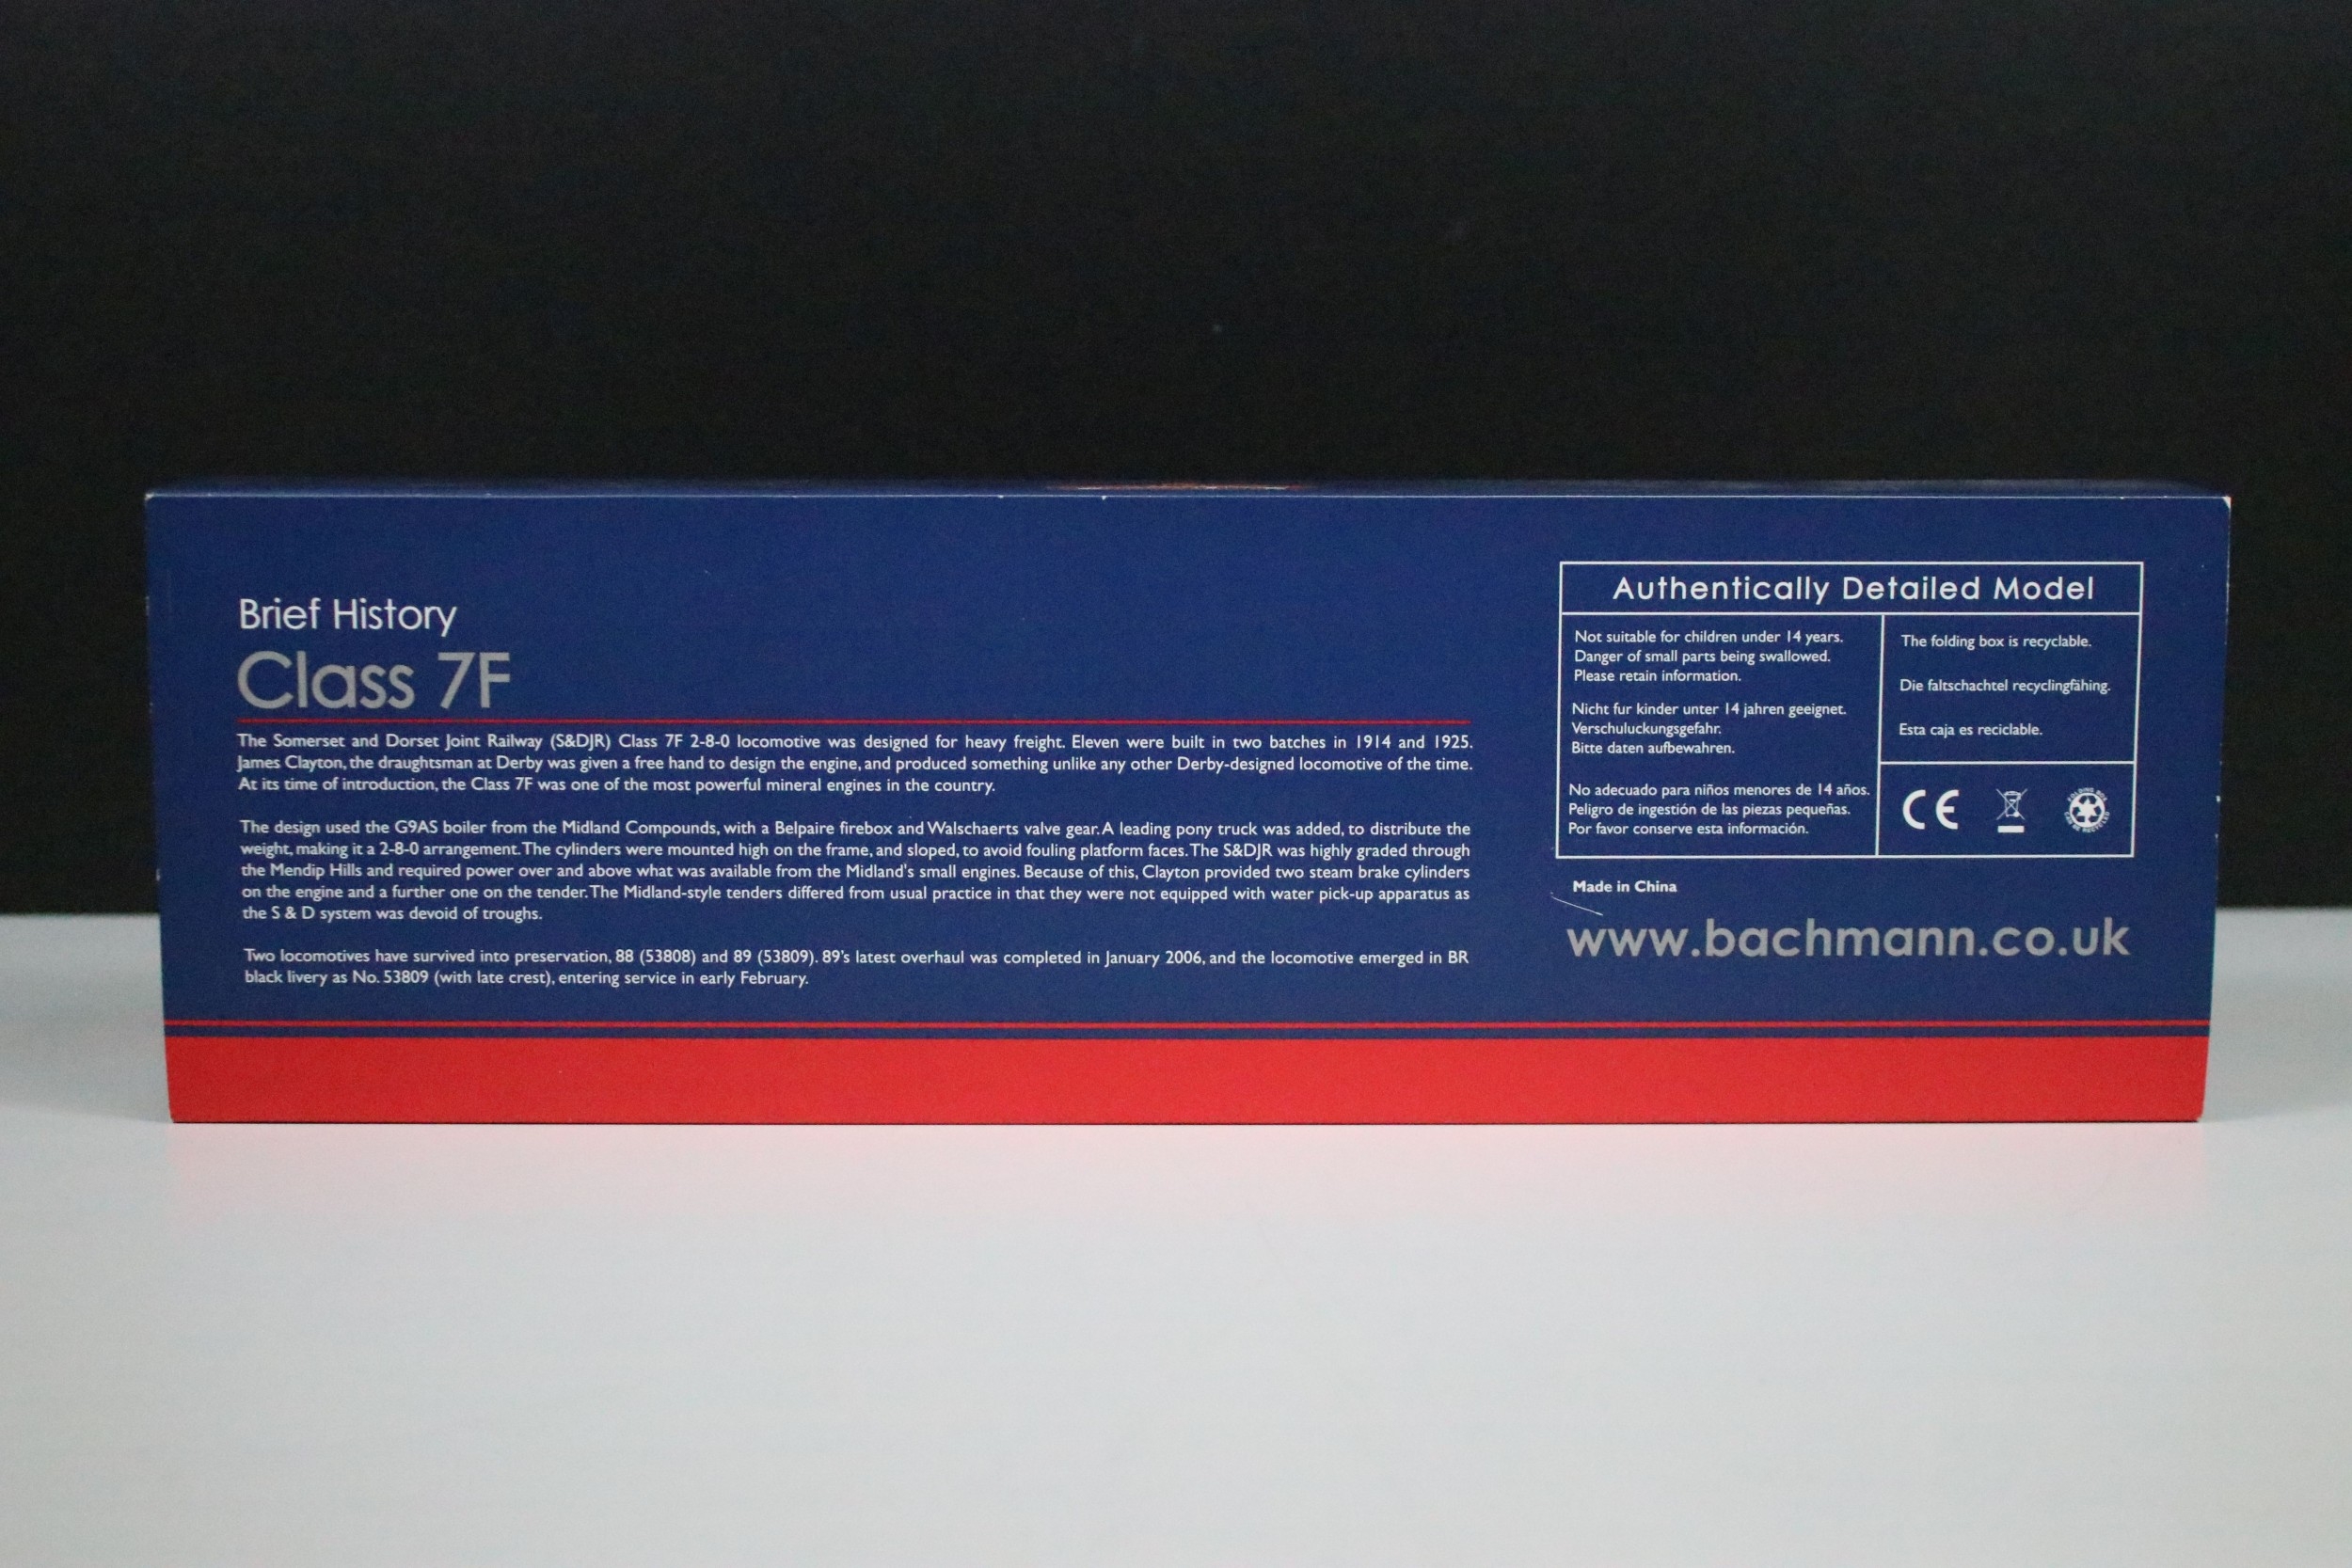 Brief History
Class 7F
The Somerset and Dorset Joint Railway (S&DJR) Class 7F 2-8-0 locomotive was designed for heavy freight. Eleven were built in two batches in 1914 and 1925.
James Clayton, the draughtsman at Derby was given a free hand to design the engine, and produced something unlike any other Derby-designed locomotive of the time.
At its time of introduction, the Class 7F was one of the most powerful mineral engines in the country.
The design used the G9AS boiler from the Midland Compounds, with a Belpaire firebox and Walschaerts valve gear. A leading pony truck was added, to distribute the
weight, making it a 2-8-0 arrangement. The cylinders were mounted high on the frame, and sloped, to avoid fouling platform faces. The S&DJR was highly graded through
the Mendip Hills and required power over and above what was available from the Midland's small engines. Because of this, Clayton provided two steam brake cylinders
on the engine and a further one on the tender. The Midland-style tenders differed from usual practice in that they were not equipped with water pick-up apparatus as
the S & D system was devoid of troughs.
Two locomotives have survived into preservation, 88 (53808) and 89 (53809). 89's latest overhaul was completed in January 2006, and the locomotive emerged in BR
black livery as No. 53809 (with late crest), entering service in early February.
Authentically Detailed Model
Not suitable for children under 14 years.
Danger of small parts being swallowed.
Please retain information.
Nicht fur kinder unter 14 jahren geeignet.
Verschuluckungsgefahr.
Bitte daten aufbewahren.
No adecuado para niños menores de 14 años.
Peligro de ingestión de las piezas pequeñas.
Por favor conserve esta información.
The folding box is recyclable.
Die faltschachtel recyclingfähing.
Esta caja es reciclable.
CE
Made in China
www.bachmann.co.uk